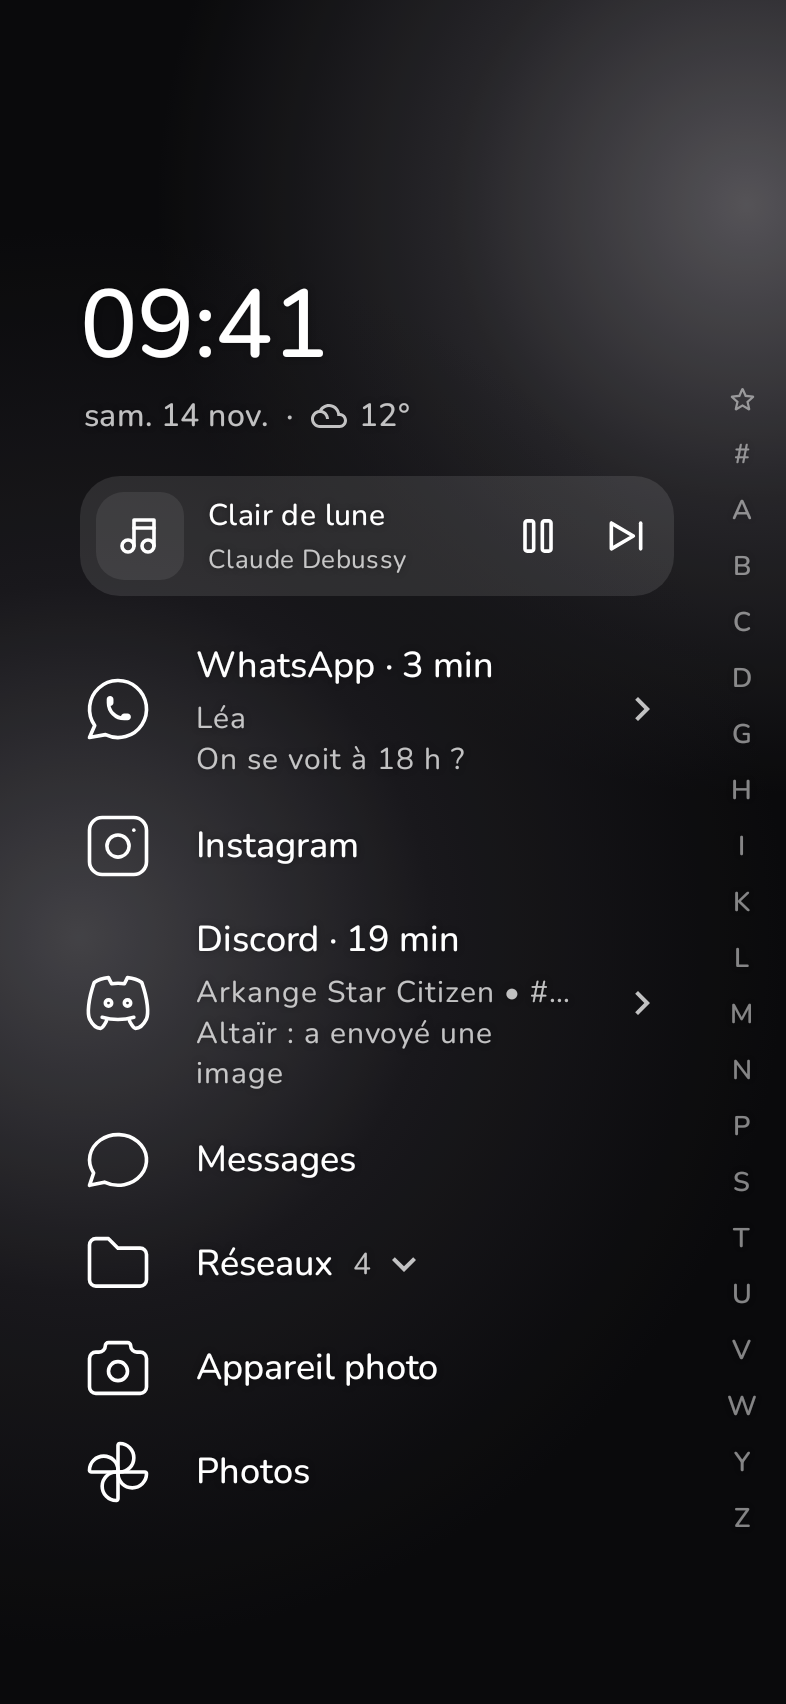 09:41
sam. 14 nov. · 12°
Clair de lune
Claude Debussy
WhatsApp · 3 min
Léa
On se voit à 18 h ?
Instagram
Discord · 19 min
Arkange Star Citizen • #...
Altaïr : a envoyé une
image
Messages
Réseaux 4
Appareil photo
Photos
#
A
B
C
D
G
H
I
K
L
M
N
P
S
T
U
V
W
Y
Z